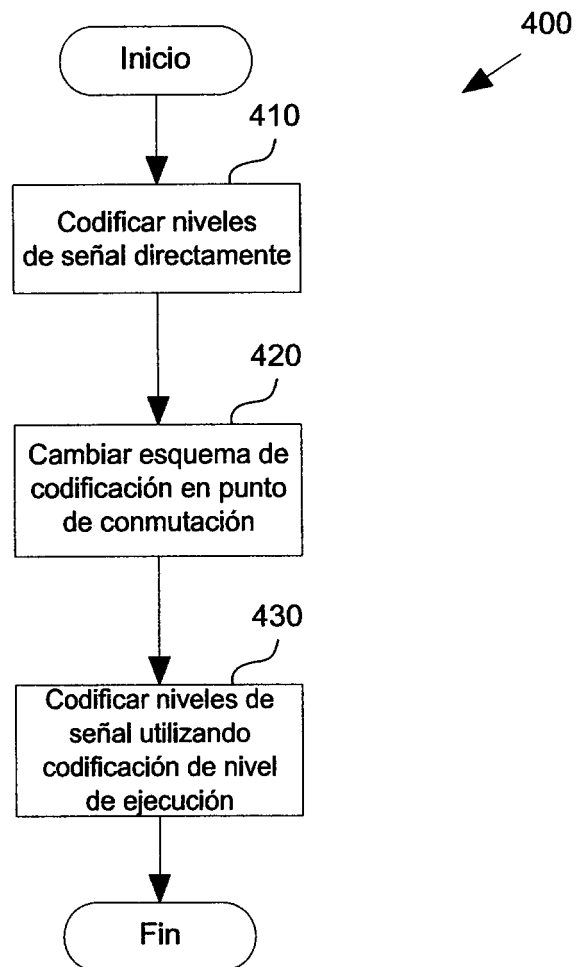 400
Inicio
410
Codificar niveles
de señal directamente
420
Cambiar esquema de
codificación en punto
de conmutación
430
Codificar niveles de
señal utilizando
codificación de nivel
de ejecución
Fin